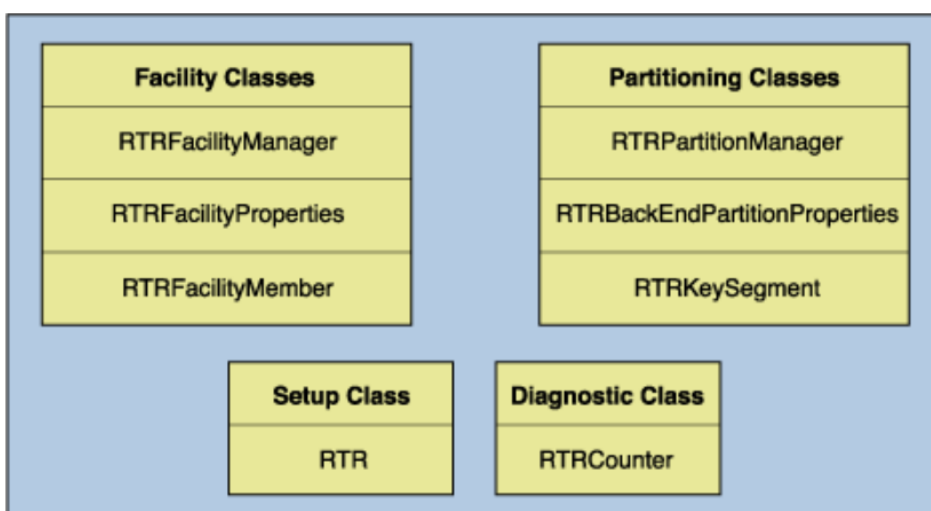 Facility Classes
RTRFacilityManager
RTRFacilityProperties
RTRFacilityMember
Partitioning Classes
RTRPartitionManager
RTRBackEndPartitionProperties
RTRKeySegment
Setup Class
RTR
Diagnostic Class
RTRCounter